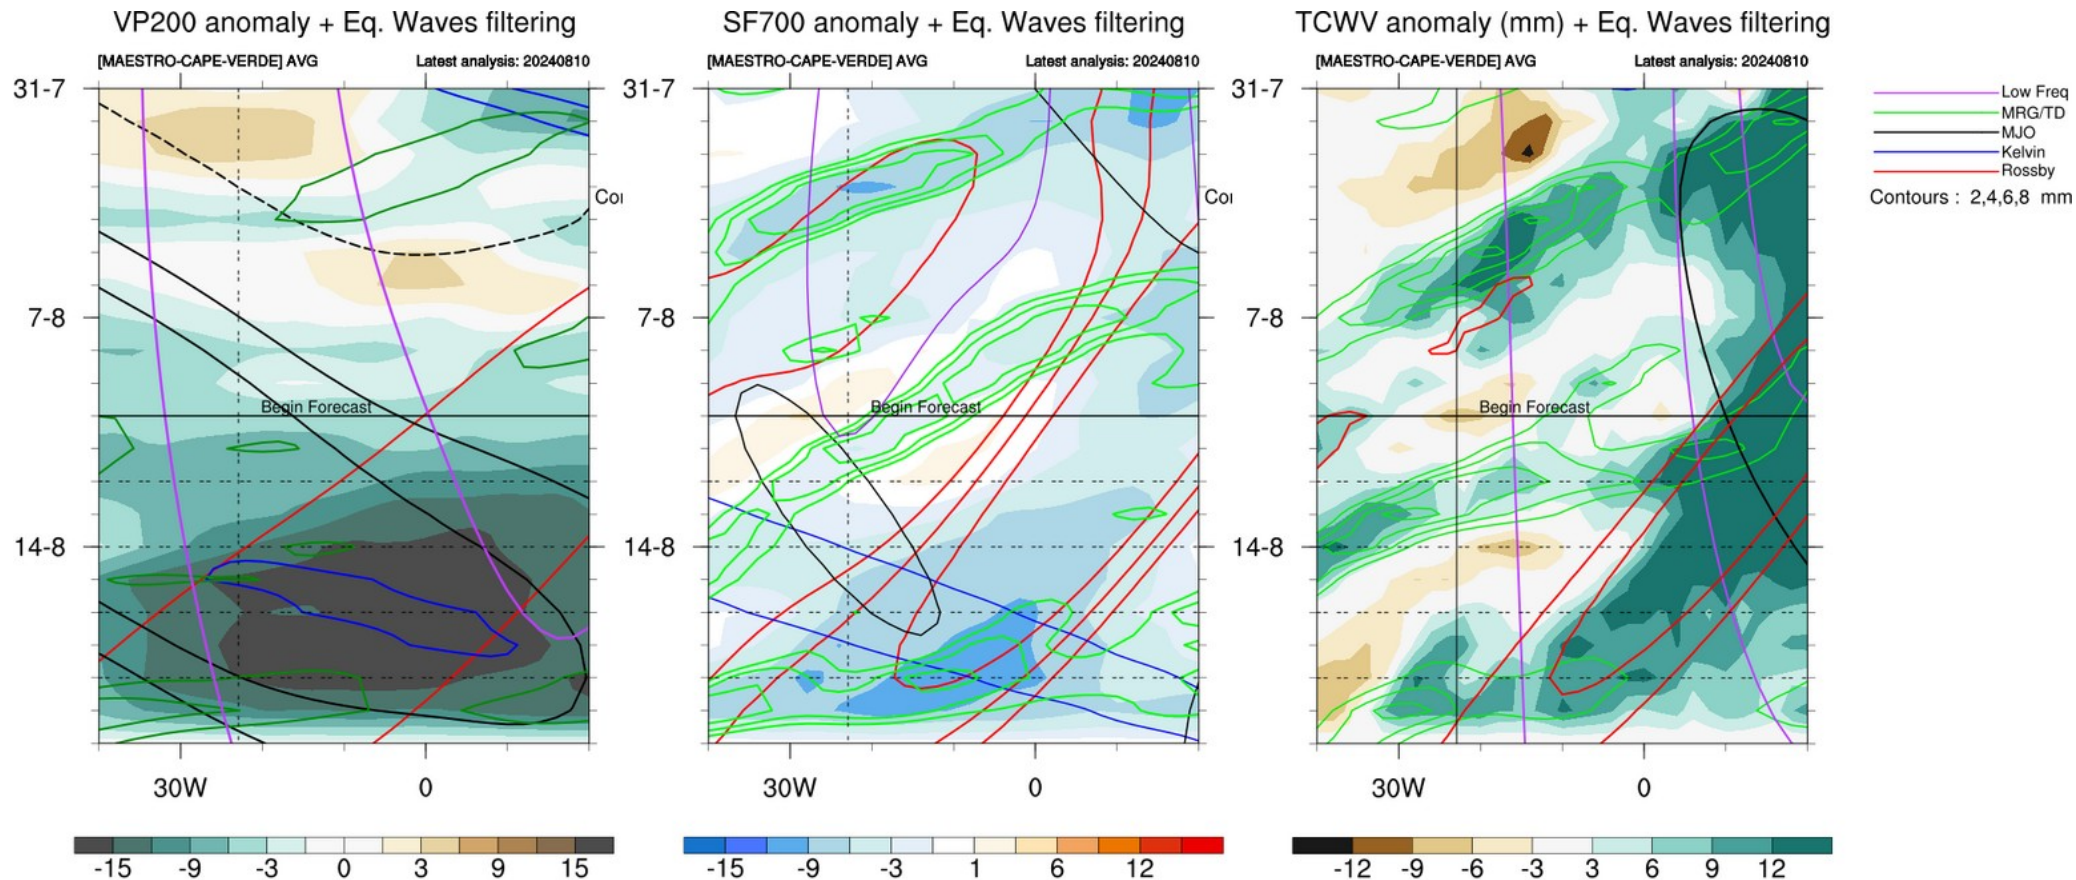 VP200 anomaly + Eq. Waves filtering
[MAESTRO-CAPE-VERDE] AVG Latest analysis: 20240810
31-7
7-8
14-8
Begin Forecast
Coi
30W 0
-15 -9 -3 0 3 9 15
SF700 anomaly + Eq. Waves filtering
[MAESTRO-CAPE-VERDE] AVG Latest analysis: 20240810
31-7
7-8
14-8
Begin Forecast
Coi
30W 0
-15 -9 -3 1 6 12
TCWV anomaly (mm) + Eq. Waves filtering
[MAESTRO-CAPE-VERDE] AVG Latest analysis: 20240810
31-7
7-8
14-8
Begin Forecast
30W 0
-12 -9 -6 -3 3 6 9 12
Low Freq
MRG/TD
MJO
Kelvin
Rossby
Contours : 2,4,6,8 mm